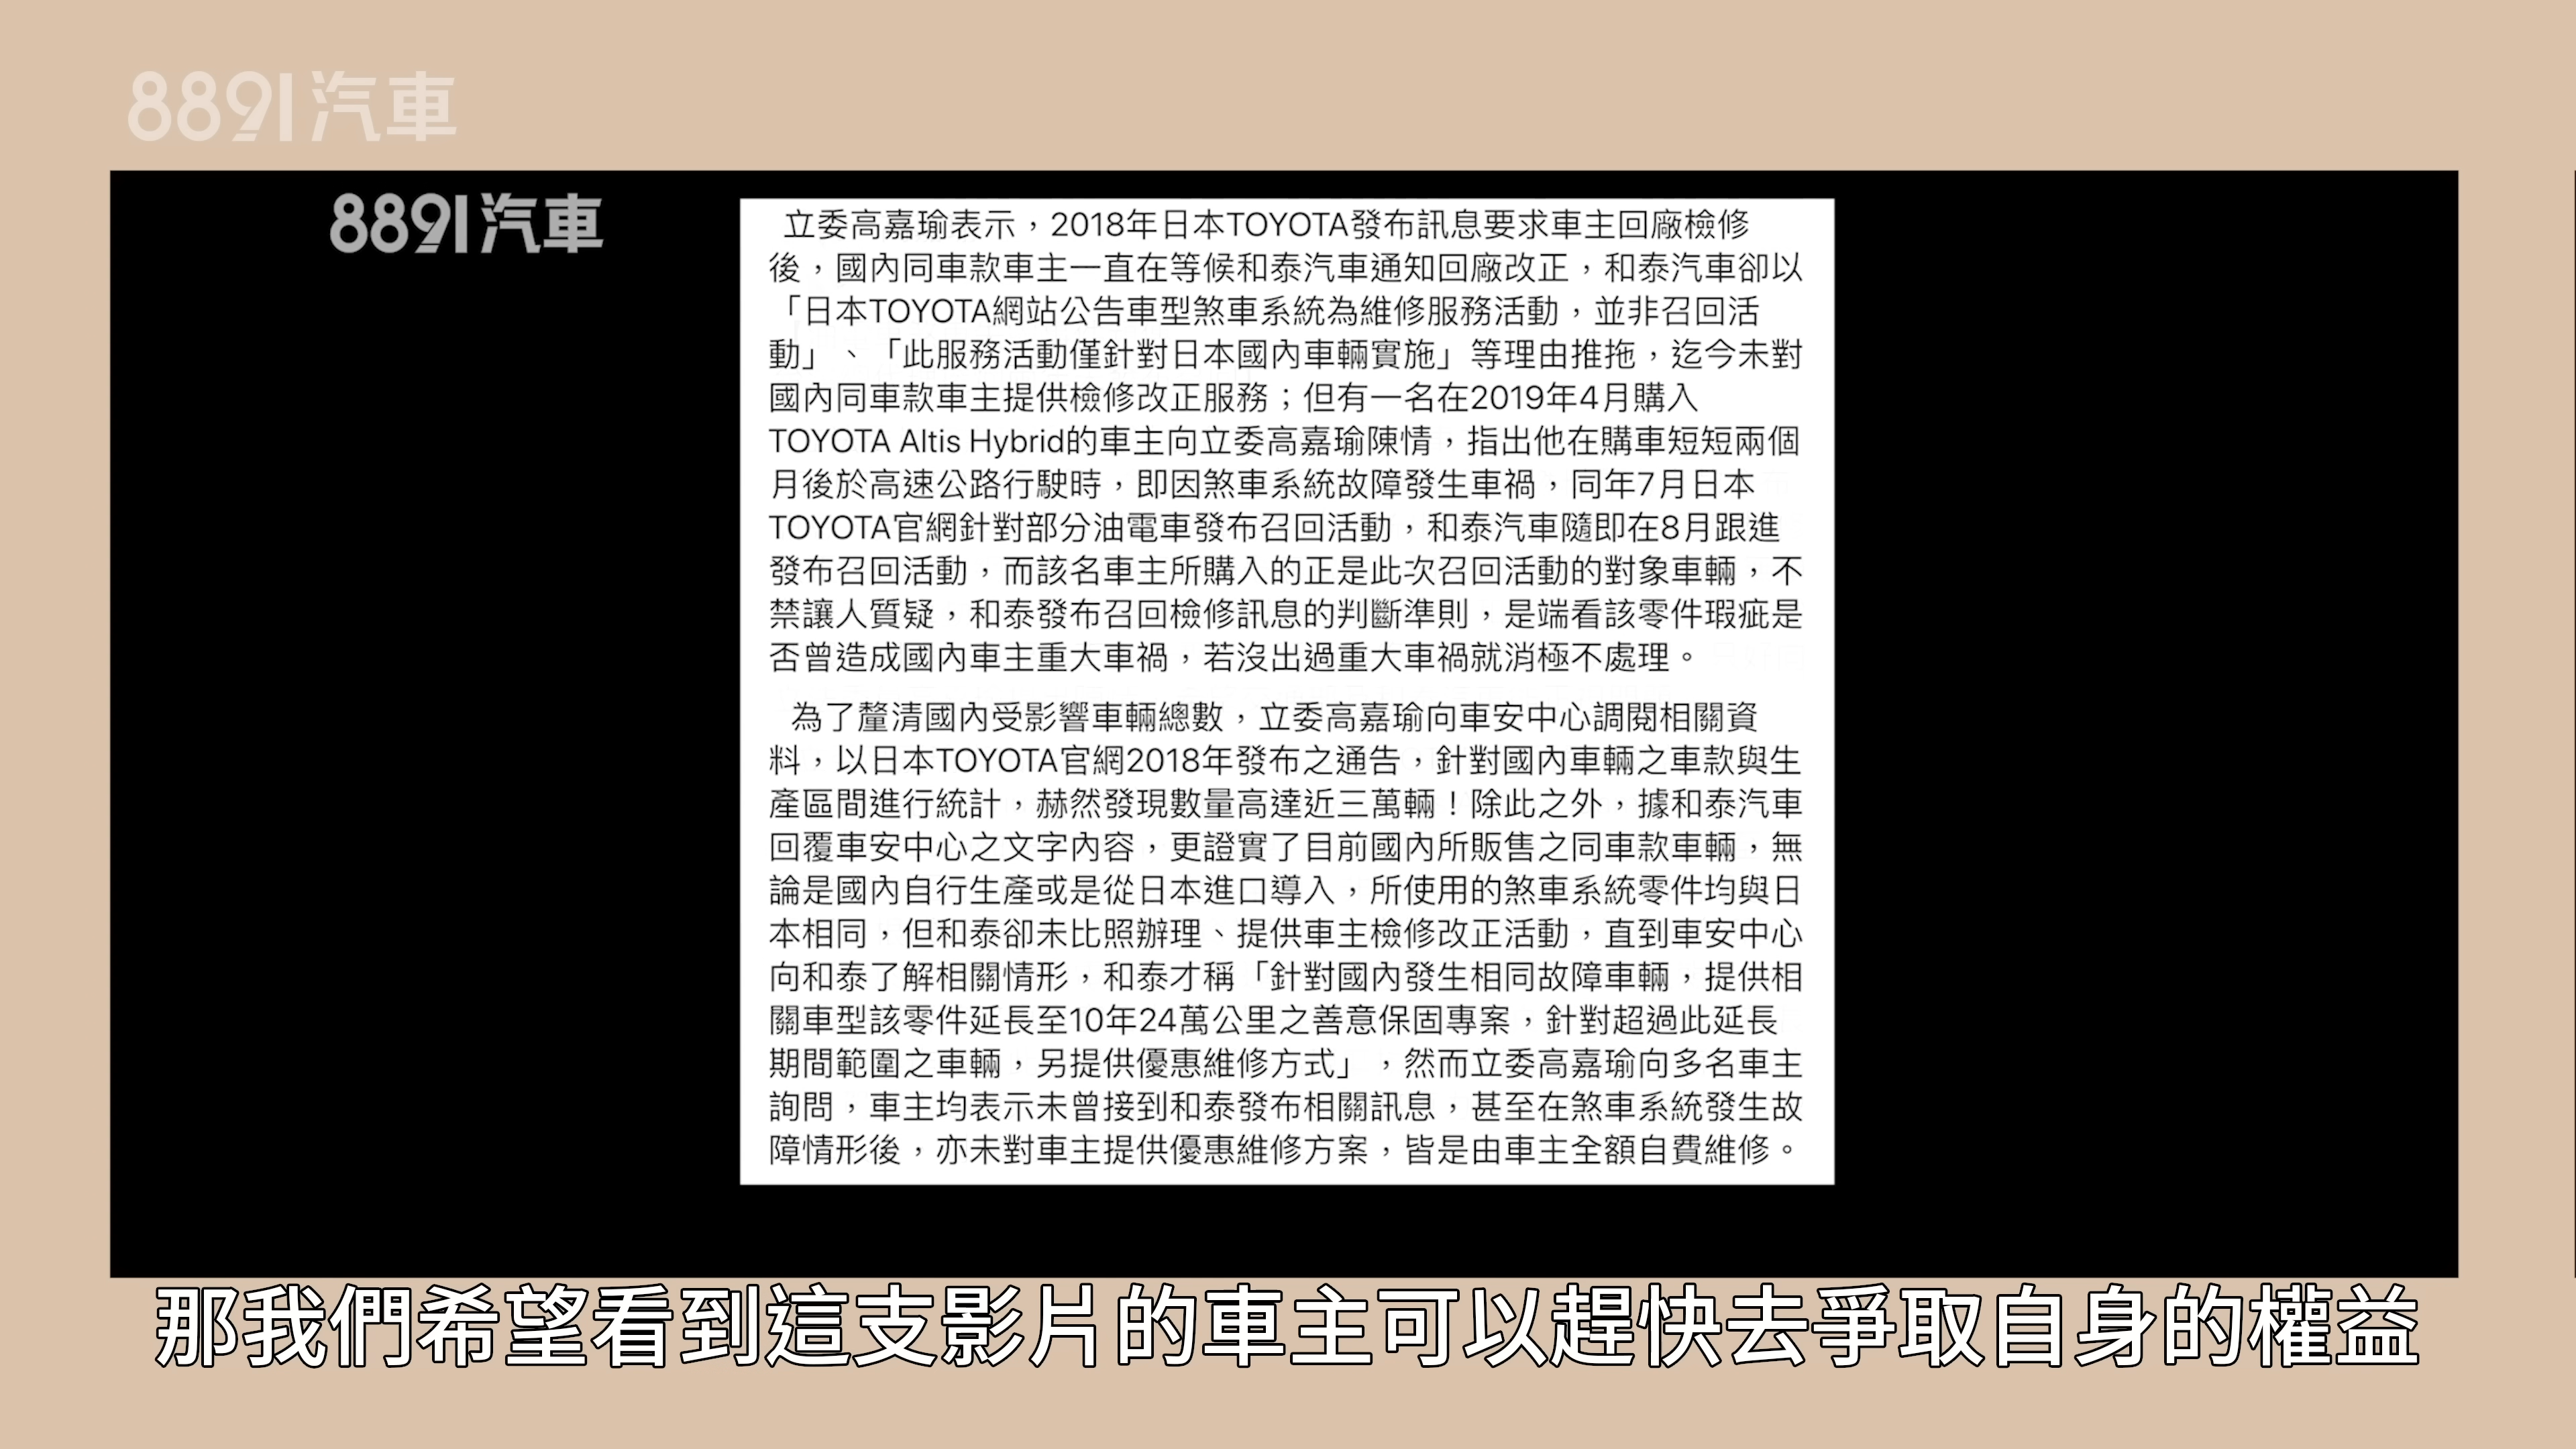 8891汽車
8891汽車
立委高嘉瑜表示，2018年日本TOYOTA發布訊息要求車主回廠檢修
後，國內同車款車主一直在等候和泰汽車通知回廠改正，和泰汽車卻以
「日本TOYOTA網站公告車型煞車系統為維修服務活動，並非召回活
動」、「此服務活動僅針對日本國內車輛實施」等理由推拖，迄今未對
國內同車款車主提供檢修改正服務；但有一名在2019年4月購入
TOYOTA Altis Hybrid的車主向立委高嘉瑜陳情，指出他在購車短短兩個
月後於高速公路行駛時，即因煞車系統故障發生車禍，同年7月日本
TOYOTA官網針對部分油電車發布召回活動，和泰汽車隨即在8月跟進
發布召回活動，而該名車主所購入的正是此次召回活動的對象車輛，不
禁讓人質疑，和泰發布召回檢修訊息的判斷準則，是端看該零件瑕疵是
否曾造成國內車主重大車禍，若沒出過重大車禍就消極不處理。
為了釐清國內受影響車輛總數，立委高嘉瑜向車安中心調閱相關資
料，以日本TOYOTA官網2018年發布之通告，針對國內車輛之車款與生
產區間進行統計，赫然發現數量高達近三萬輛！除此之外，據和泰汽車
回覆車安中心之文字內容，更證實了目前國內所販售之同車款車輛，無
論是國內自行生產或是從日本進口導入，所使用的煞車系統零件均與日
本相同，但和泰卻未比照辦理、提供車主檢修改正活動，直到車安中心
向和泰了解相關情形，和泰才稱「針對國內發生相同故障車輛，提供相
關車型該零件延長至10年24萬公里之善意保固專案，針對超過此延長
期間範圍之車輛，另提供優惠維修方式」，然而立委高嘉瑜向多名車主
詢問，車主均表示未曾接到和泰發布相關訊息，甚至在煞車系統發生故
障情形後，亦未對車主提供優惠維修方案，皆是由車主全額自費維修。
那我們希望看到這支影片的車主可以趕快去爭取自身的權益